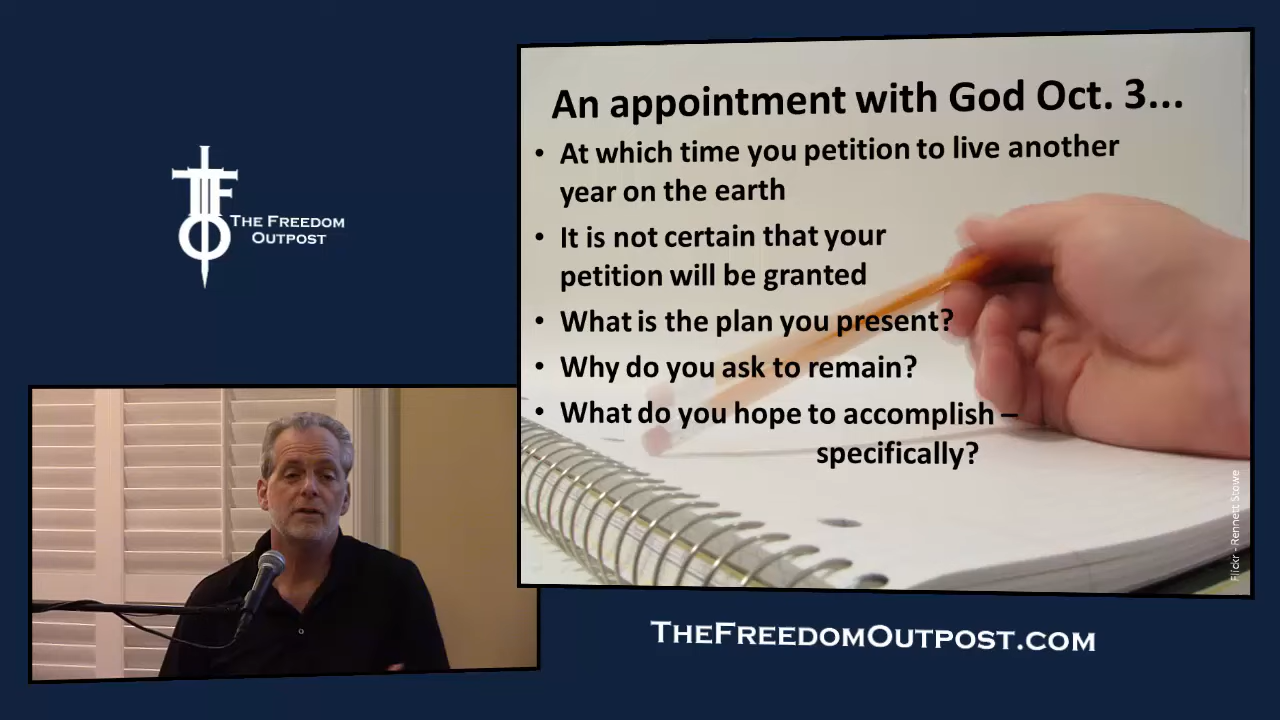 An appointment with God Oct. 3...
• At which time you petition to live another
year on the earth
• It is not certain that your
petition will be granted
• What is the plan you present?
• Why do you ask to remain?
• What do you hope to accomplish –
specifically?
Flickr - Rennett Stowe
TFO
THE FREEDOM
OUTPOST
THEFREEDOMOUTPOST.COM